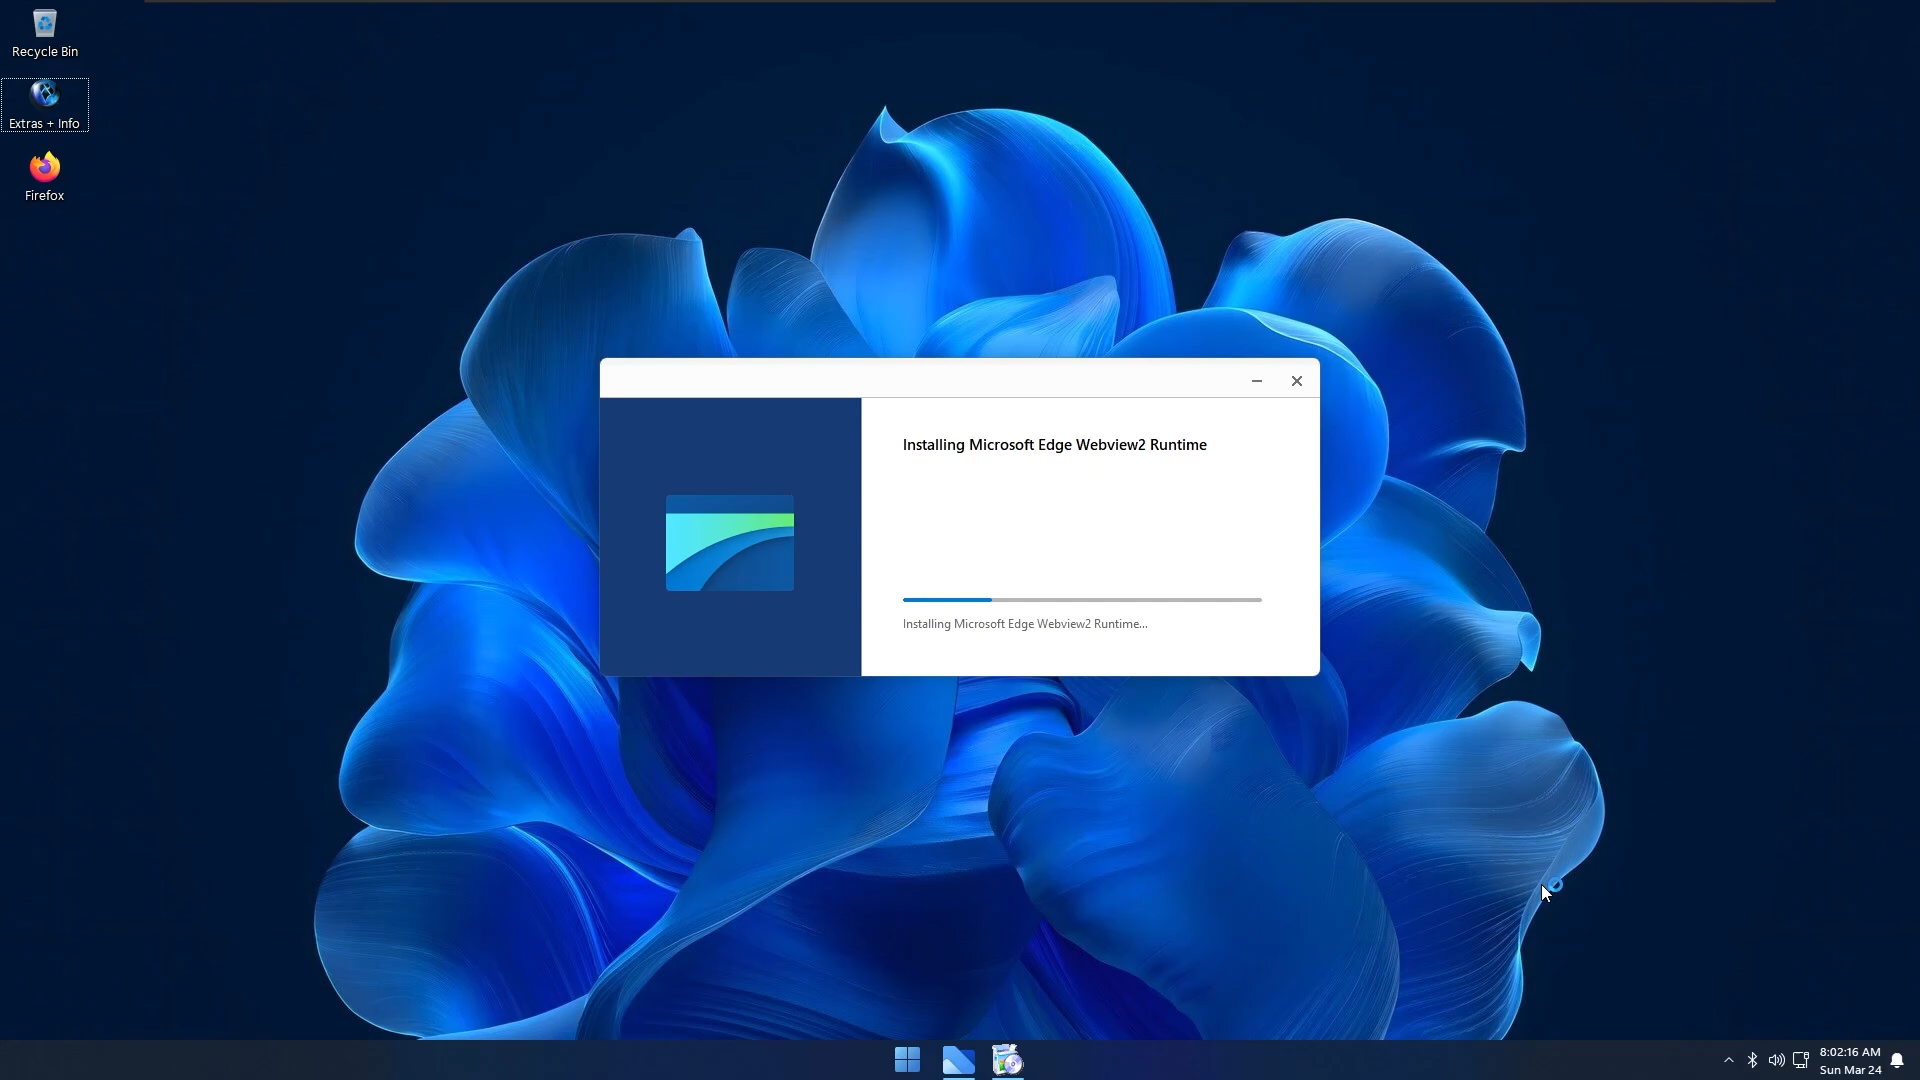 Recycle Bin
Extras + Info
Firefox
Installing Microsoft Edge Webview2 Runtime
Installing Microsoft Edge Webview2 Runtime...
8:02:16 AM
Sun Mar 24